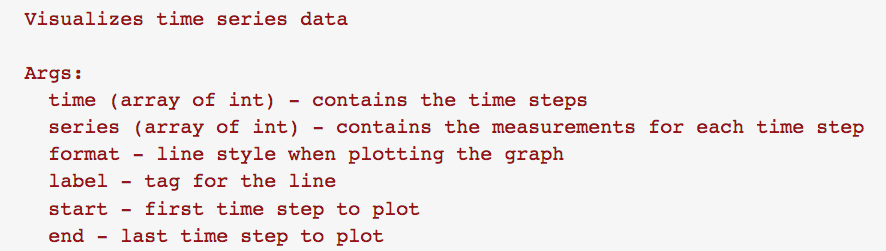 Visualizes time series data
Args:
time (array of int) - contains the time steps
series (array of int) - contains the measurements for each time step
format - line style when plotting the graph
label - tag for the line
start - first time step to plot
end - last time step to plot